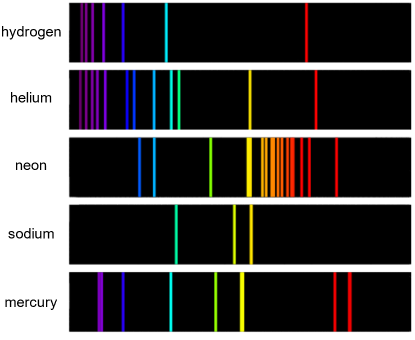 hydrogen
helium
neon
sodium
mercury